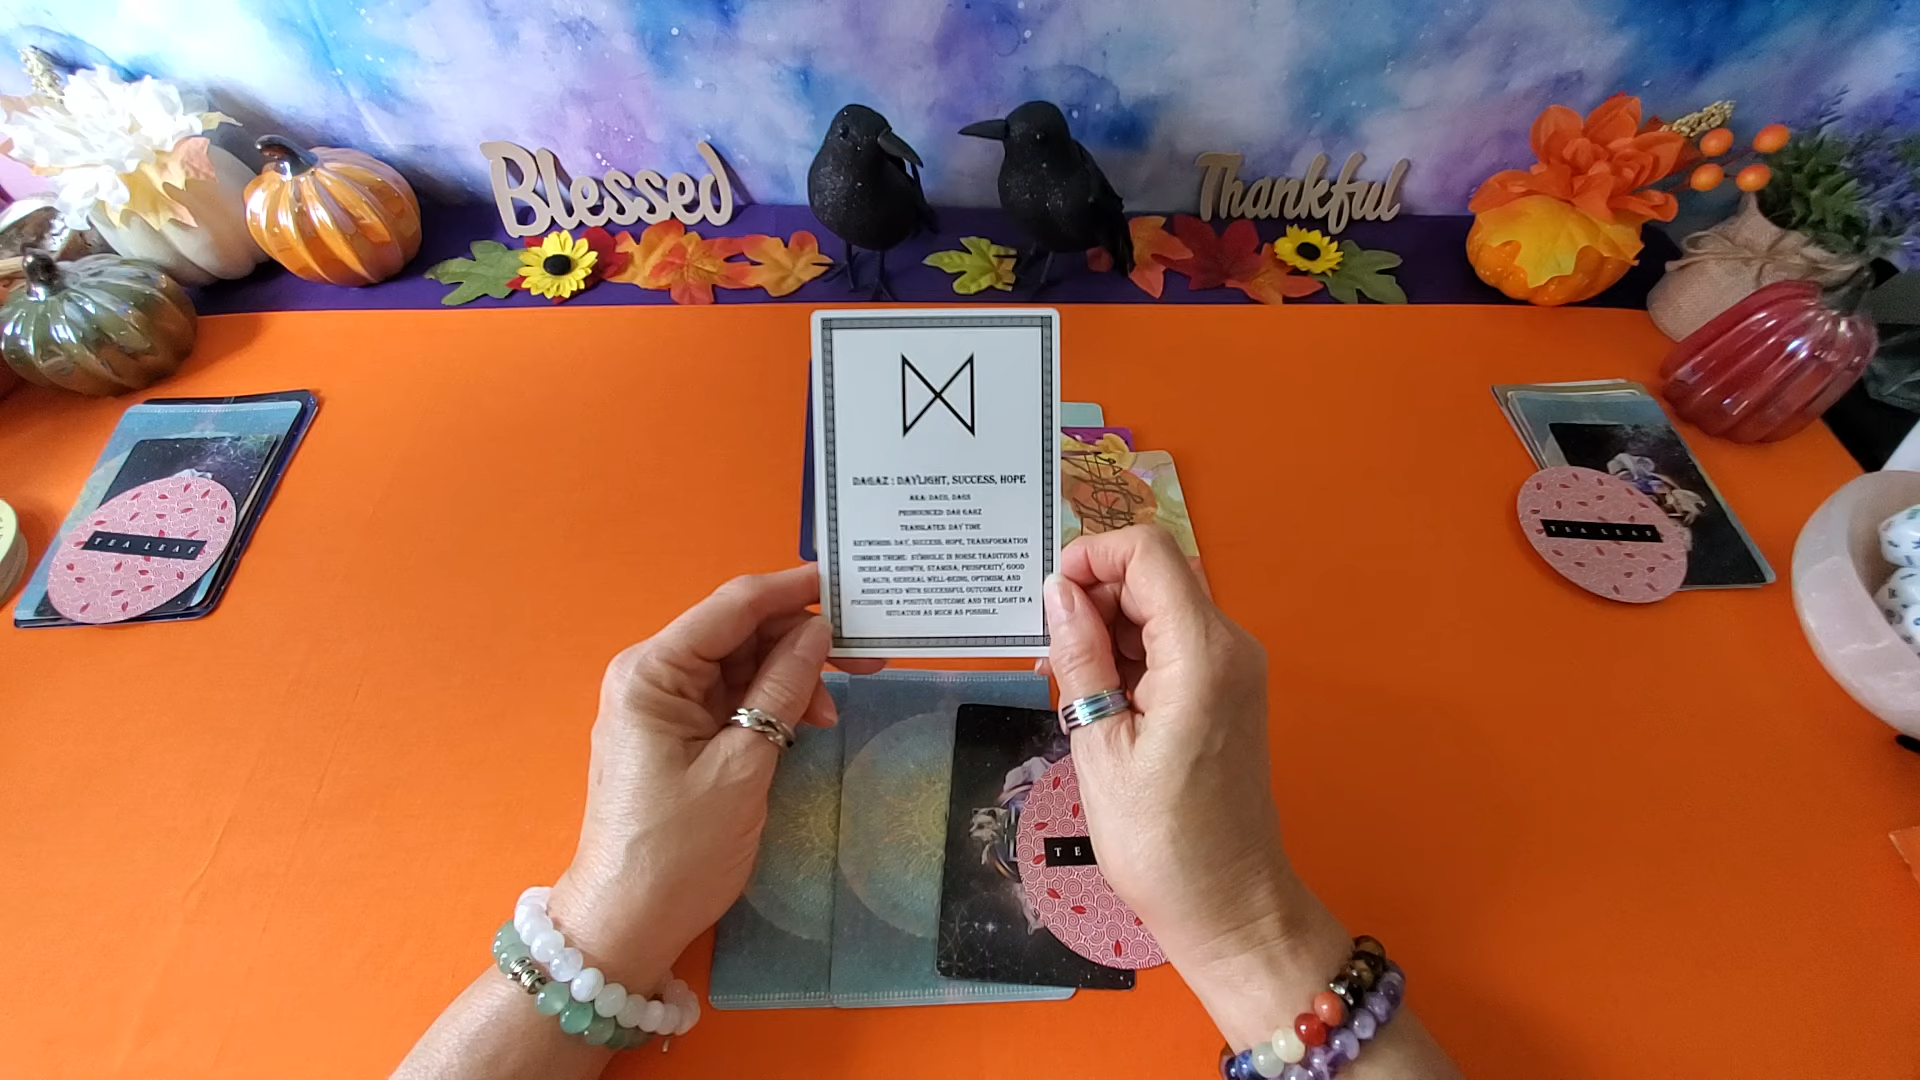 Blessed
Thankful
DAGAZ : DAYLIGHT, SUCCESS, HOPE
AKA: DAEG, DAGS
PRONOUNCED: DAH GAHZ
TRANSLATED: DAY TIME
KEYWORDS: DAY, SUCCESS, HOPE, TRANSFORMATION
COMMON THEME: SYMBOLIC IN NORSE TRADITIONS AS
INCREASE, GROWTH, STAMINA, PROSPERITY, GOOD
HEALTH, GENERAL WELL-BEING, OPTIMISM, AND
ASSOCIATED WITH SUCCESSFUL OUTCOMES. KEEP
FOCUSING ON A POSITIVE OUTCOME AND THE LIGHT IN A
SITUATION AS MUCH AS POSSIBLE.
TEA LEAF
TEA LEAF
TE